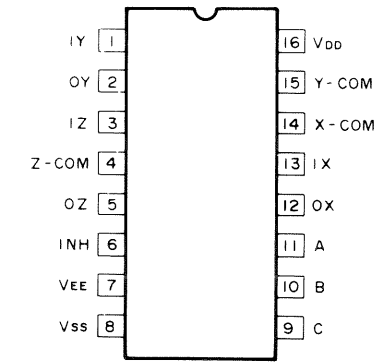 1Y 1 16 VDD
0Y 2 15 Y-COM
1Z 3 14 X-COM
Z-COM 4 13 1X
0Z 5 12 0X
INH 6 11 A
VEE 7 10 B
VSS 8 9 C